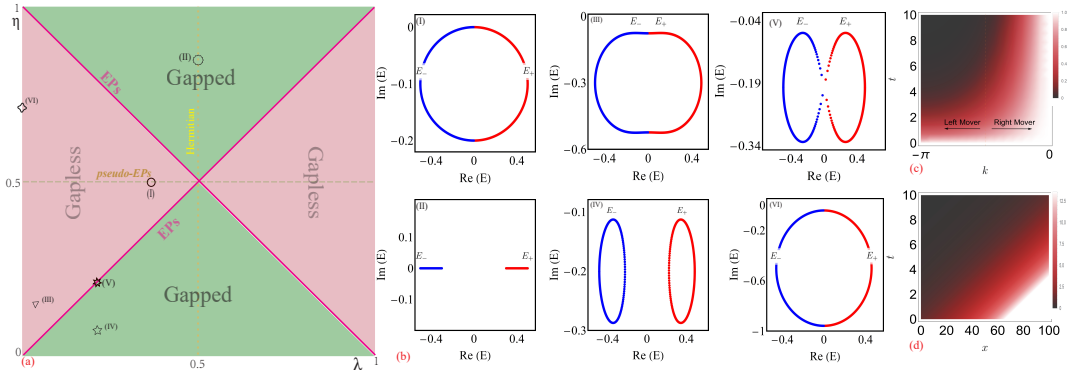 η
1
(II)
Gapped
EPs
(VI)
Hermitian
Gapless
Gapless
0.5
pseudo-EPs
(I)
EPs
(V)
(III)
Gapped
(IV)
0
(a)
0.5
λ
1
(b)
(I)
0
−0.1
−0.2
Im (E)
E−
E+
−0.4 0 0.4
Re (E)
(III)
E− E+
0
−0.3
−0.6
Im (E)
−0.4 0 0.4
Re (E)
(V)
E− E+
−0.04
−0.19
−0.34
Im (E)
−0.4 0 0.4
Re (E)
(II)
0.2
0.1
0
−0.1
Im (E)
E−
E+
−0.4 0 0.4
Re (E)
(IV)
E− E+
−0.1
−0.2
−0.3
Im (E)
−0.4 0 0.4
Re (E)
(VI)
0
−0.4
−0.6
−1
Im (E)
E−
E+
−0.4 0 0.4
Re (E)
10
8
6
4
2
0
t
Left Mover Right Mover
−π 0
(c)
k
10
8
6
4
2
0
t
0 20 40 60 80 100
(d)
x